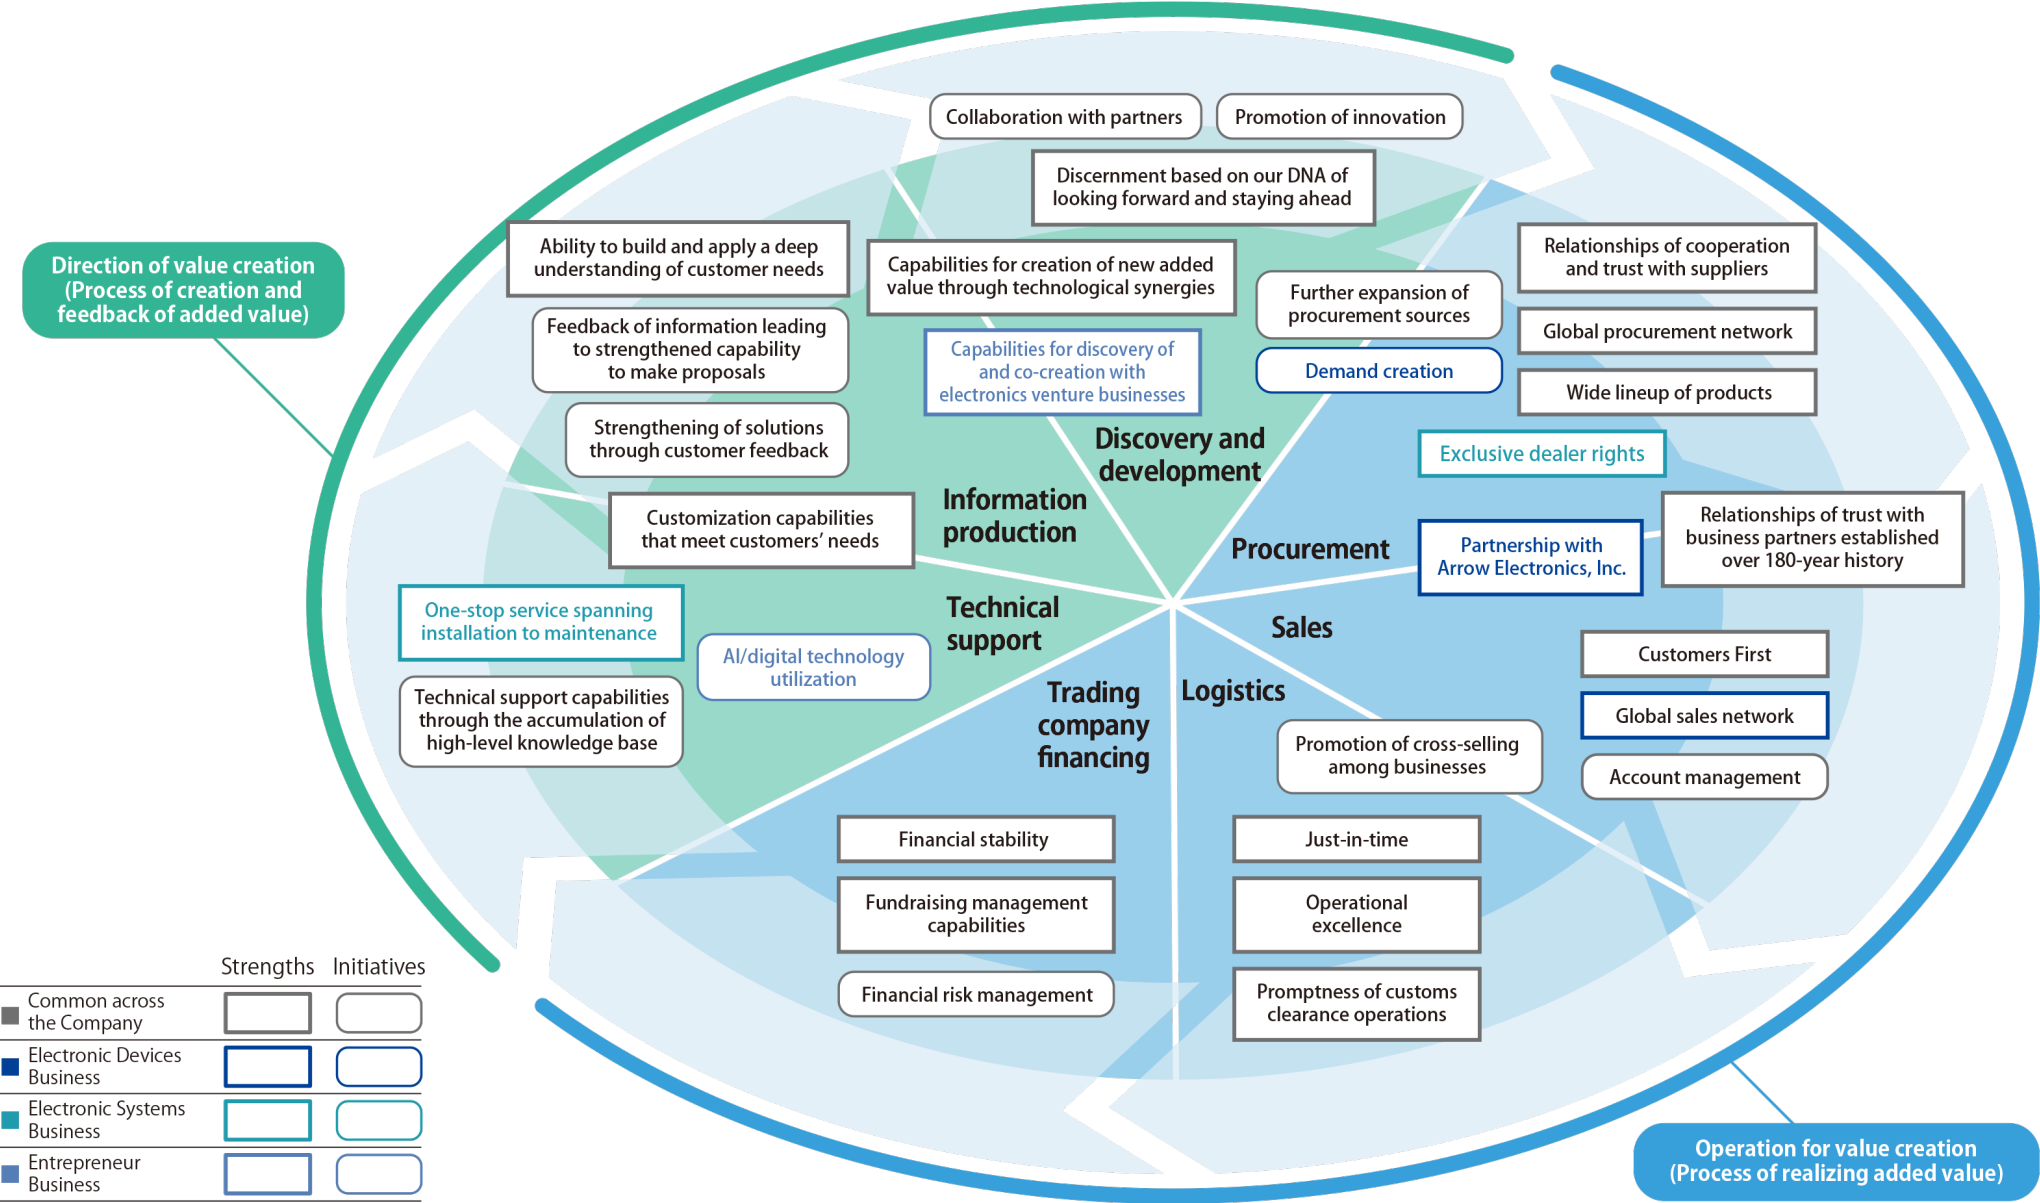 Collaboration with partners
Promotion of innovation
Discernment based on our DNA of
looking forward and staying ahead
Ability to build and apply a deep
understanding of customer needs
Capabilities for creation of new added
value through technological synergies
Relationships of cooperation
and trust with suppliers
Direction of value creation
(Process of creation and
feedback of added value)
Feedback of information leading
to strengthened capability
to make proposals
Further expansion of
procurement sources
Global procurement network
Capabilities for discovery of
and co-creation with
electronics venture businesses
Demand creation
Wide lineup of products
Strengthening of solutions
through customer feedback
Discovery and
development
Exclusive dealer rights
Information
production
Customization capabilities
that meet customers’ needs
Procurement
Partnership with
Arrow Electronics, Inc.
Relationships of trust with
business partners established
over 180-year history
One-stop service spanning
installation to maintenance
Technical
support
Sales
AI/digital technology
utilization
Customers First
Technical support capabilities
through the accumulation of
high-level knowledge base
Trading
company
financing
Logistics
Global sales network
Promotion of cross-selling
among businesses
Account management
Financial stability
Just-in-time
Fundraising management
capabilities
Operational
excellence
Financial risk management
Promptness of customs
clearance operations
Strengths
Initiatives
Common across
the Company
Electronic Devices
Business
Electronic Systems
Business
Entrepreneur
Business
Operation for value creation
(Process of realizing added value)